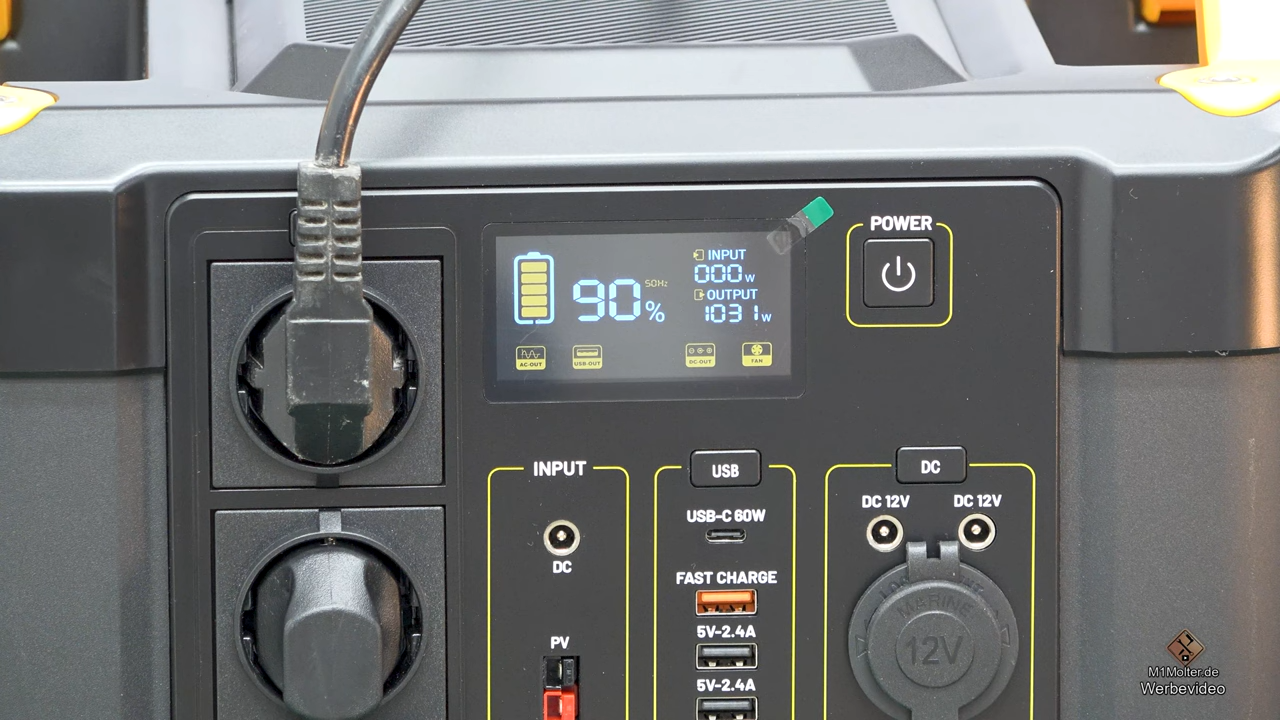 POWER
INPUT
000W
50Hz
90%
OUTPUT
1031W
AC-OUT
USB-OUT
DC-OUT
FAN
INPUT
USB
DC
USB-C 60W
DC 12V
DC 12V
DC
FAST CHARGE
5V-2.4A
PV
5V-2.4A
MARINE
12V
M1Molter.de
Werbevideo